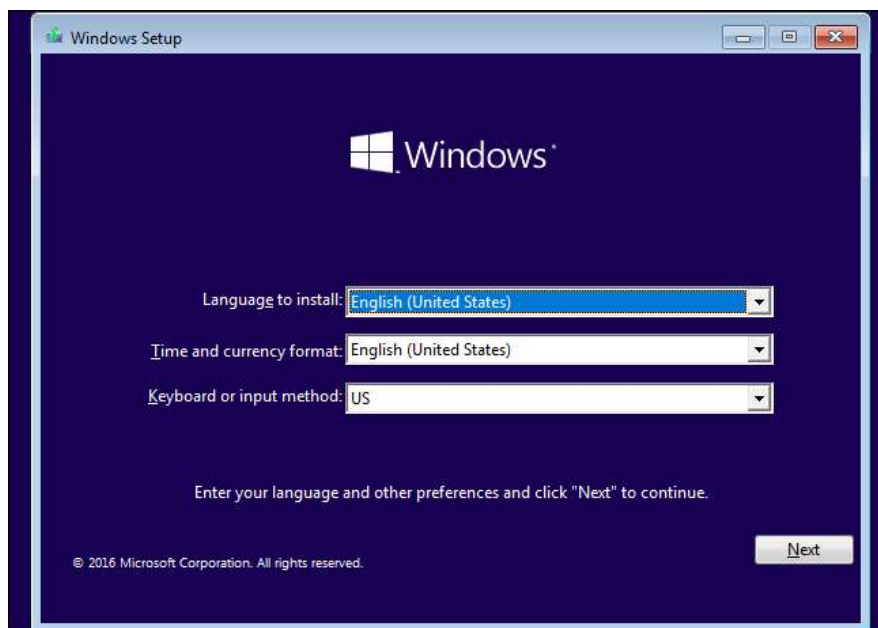 Windows Setup
Windows
Language to install: English (United States)
Time and currency format: English (United States)
Keyboard or input method: US
Enter your language and other preferences and click "Next" to continue.
Next
© 2016 Microsoft Corporation. All rights reserved.